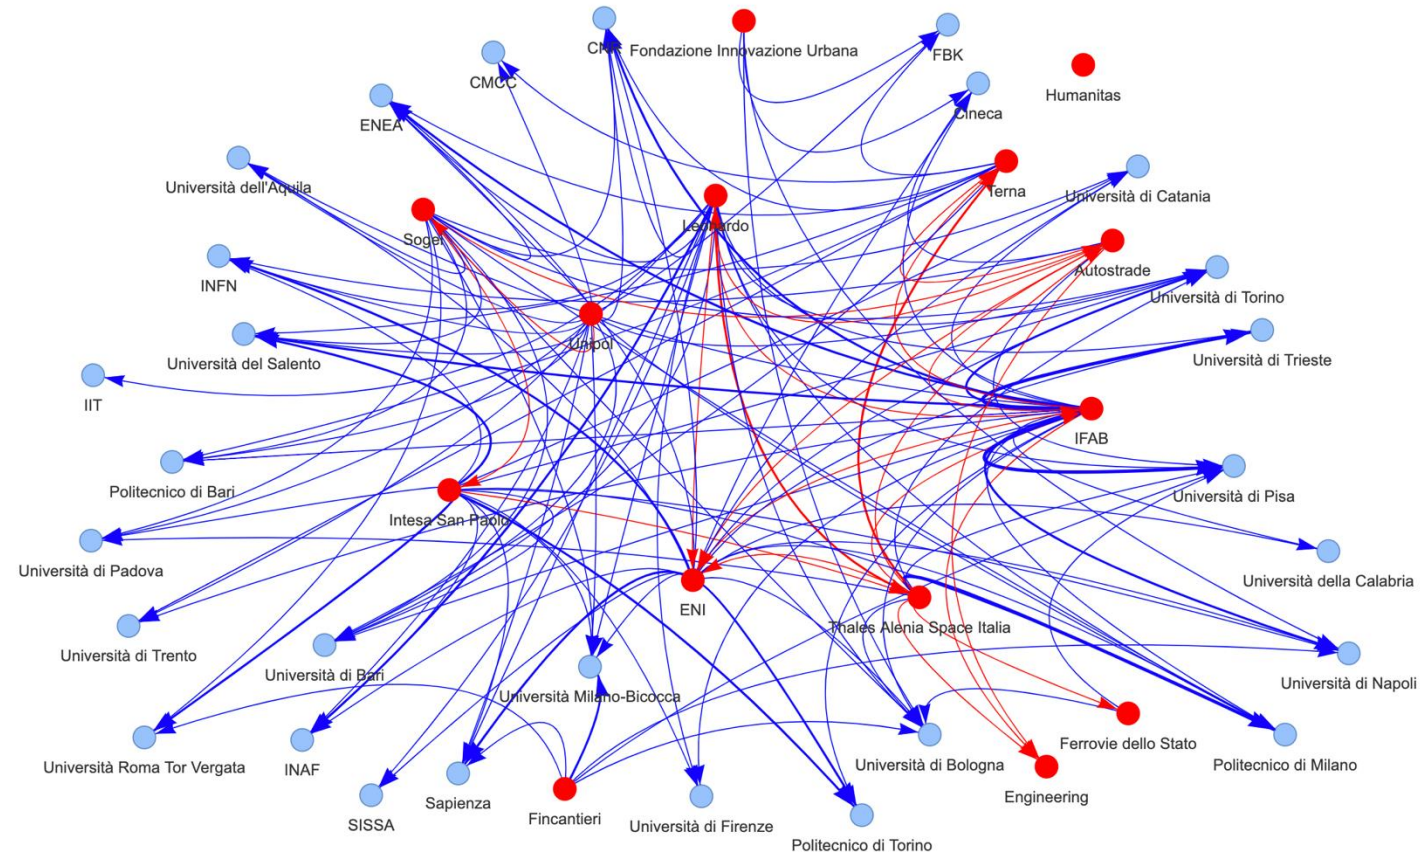 CNR
Fondazione Innovazione Urbana
FBK
CMCC
Humanitas
Cineca
ENEA
Università dell'Aquila
Terna
Università di Catania
Sogei
Leonardo
Autostrade
INFN
Università di Torino
Unipol
Università del Salento
Università di Trieste
IIT
IFAB
Politecnico di Bari
Università di Pisa
Intesa San Paolo
Università di Padova
Università della Calabria
ENI
Thales Alenia Space Italia
Università di Trento
Università di Bari
Università Milano-Bicocca
Università di Napoli
Università Roma Tor Vergata
INAF
Ferrovie dello Stato
Università di Bologna
Politecnico di Milano
Sapienza
Engineering
SISSA
Fincantieri
Università di Firenze
Politecnico di Torino